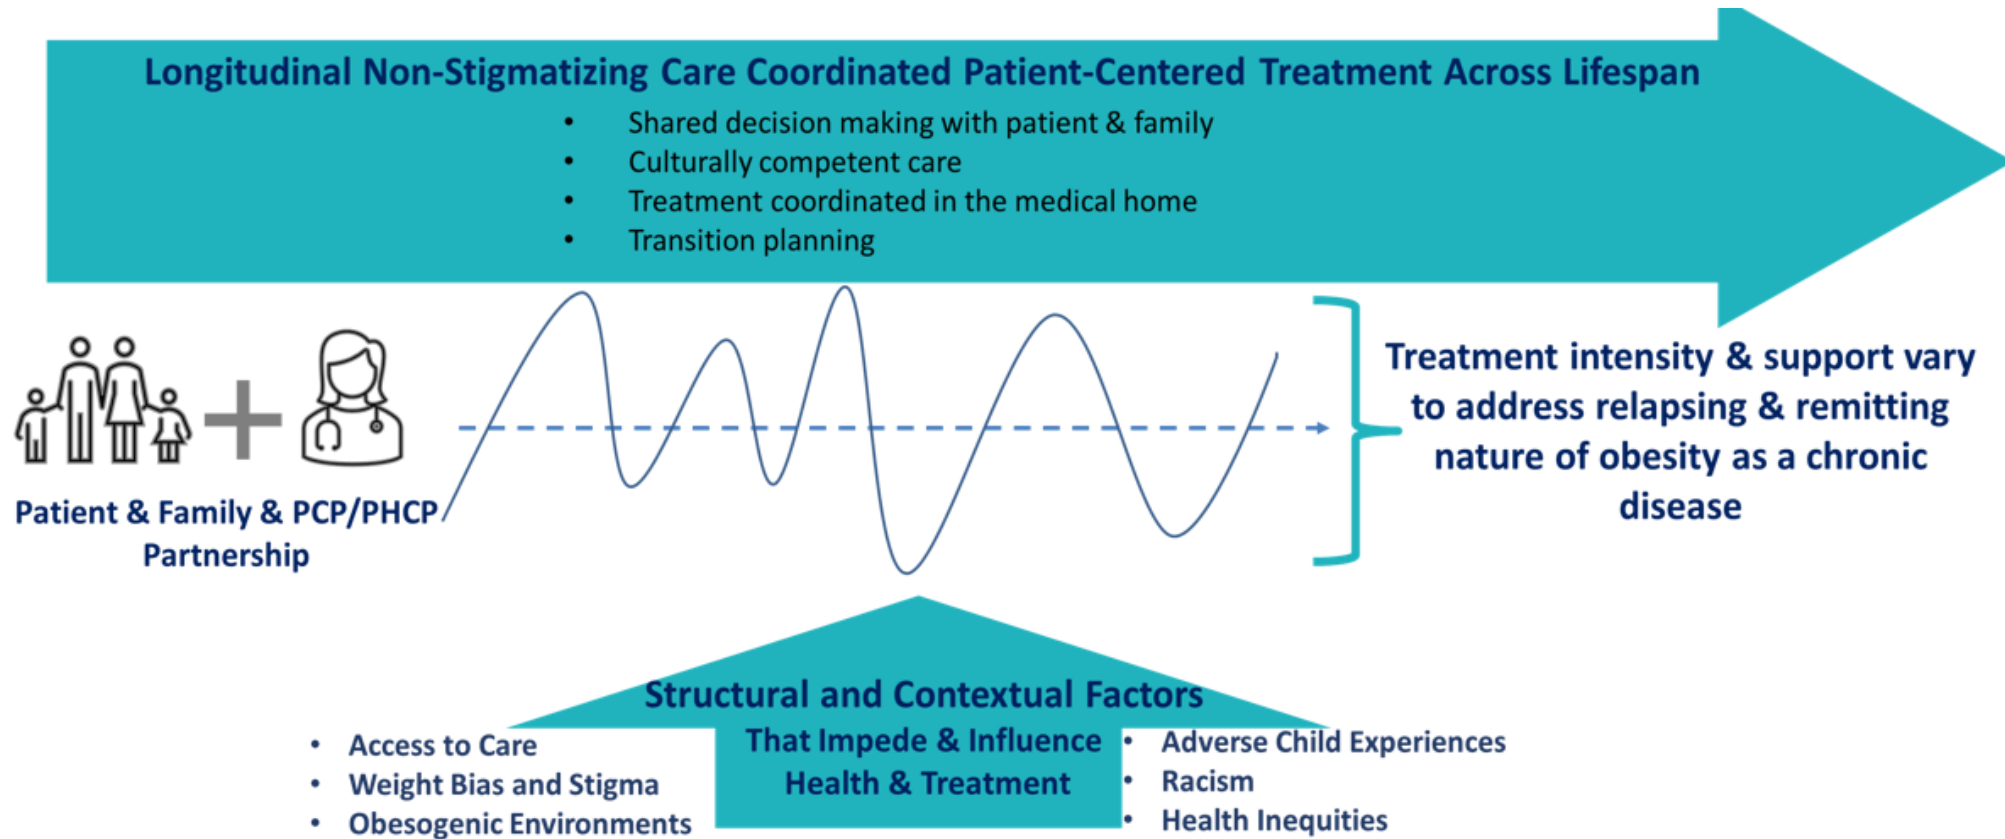 Longitudinal Non-Stigmatizing Care Coordinated Patient-Centered Treatment Across Lifespan
• Shared decision making with patient & family
• Culturally competent care
• Treatment coordinated in the medical home
• Transition planning
Patient & Family & PCP/PHCP
Partnership
Treatment intensity & support vary
to address relapsing & remitting
nature of obesity as a chronic
disease
Structural and Contextual Factors
That Impede & Influence
Health & Treatment
• Access to Care
• Weight Bias and Stigma
• Obesogenic Environments
• Adverse Child Experiences
• Racism
• Health Inequities